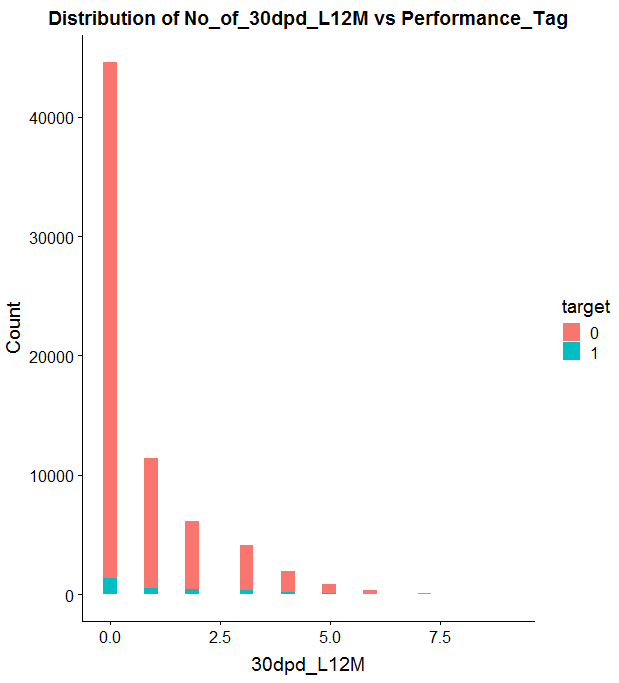 Distribution of No_of_30dpd_L12M vs Performance_Tag
40000
30000
20000
10000
0
Count
0.0
2.5
5.0
7.5
30dpd_L12M
target
0
1